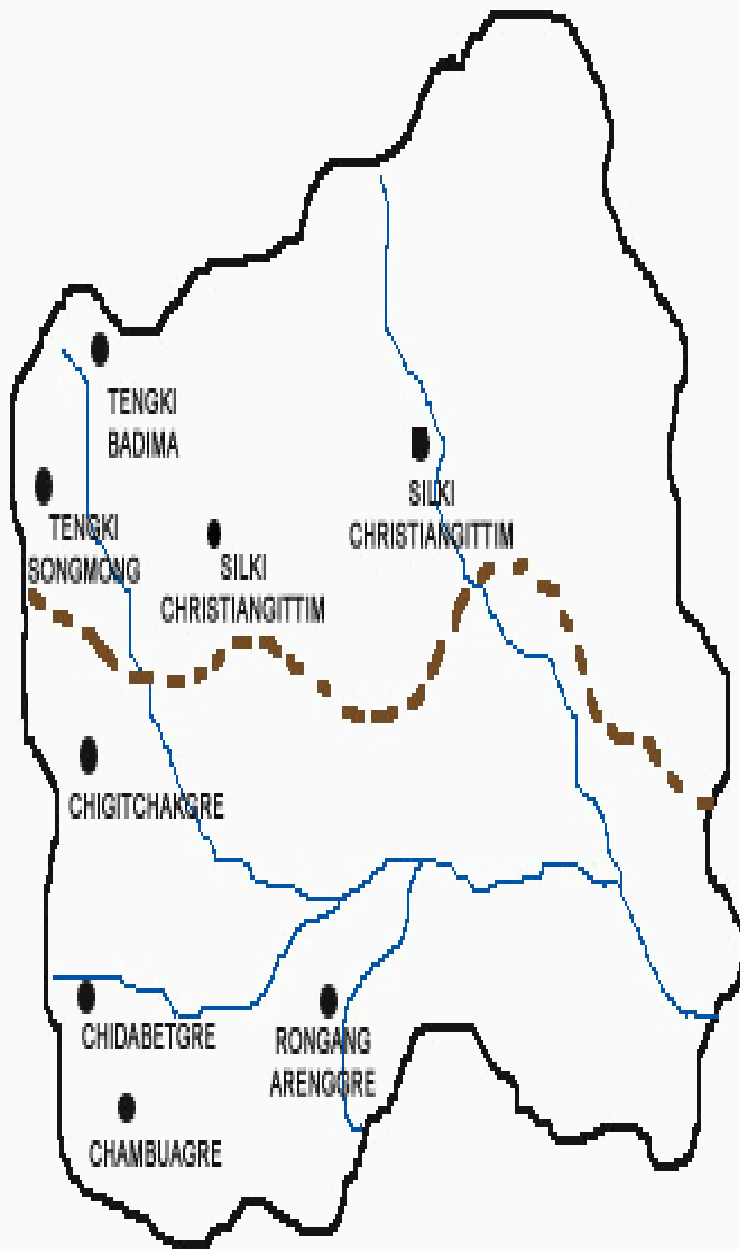 TENGKI
BADIMA
SILKI
CHRISTIANGITTIM
TENGKI
SONGMONG
SILKI
CHRISTIANGITTIM
CHIGITCHAKGRE
CHIDABETGRE
RONGANG
ARENGGRE
CHAMBUAGRE